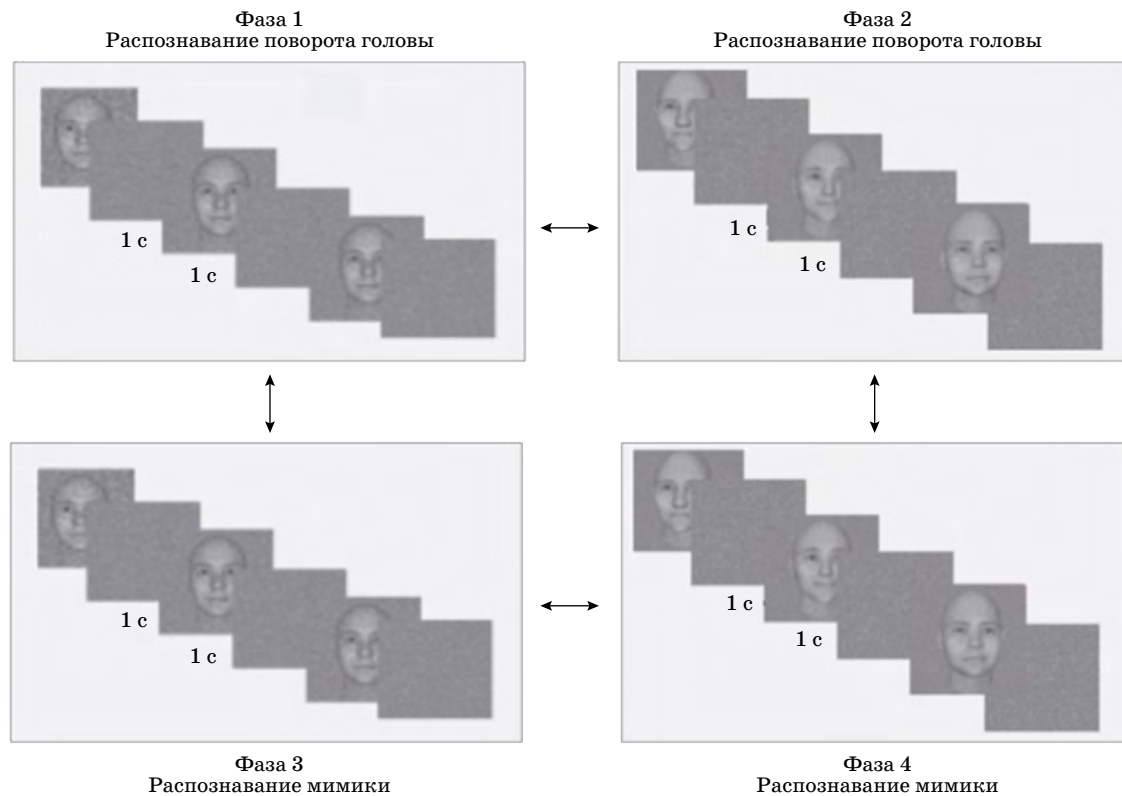 Фаза 1
Распознавание поворота головы
Фаза 2
Распознавание поворота головы
1 с
1 с
1 с
1 с
1 с
1 с
1 с
1 с
Фаза 3
Распознавание мимики
Фаза 4
Распознавание мимики